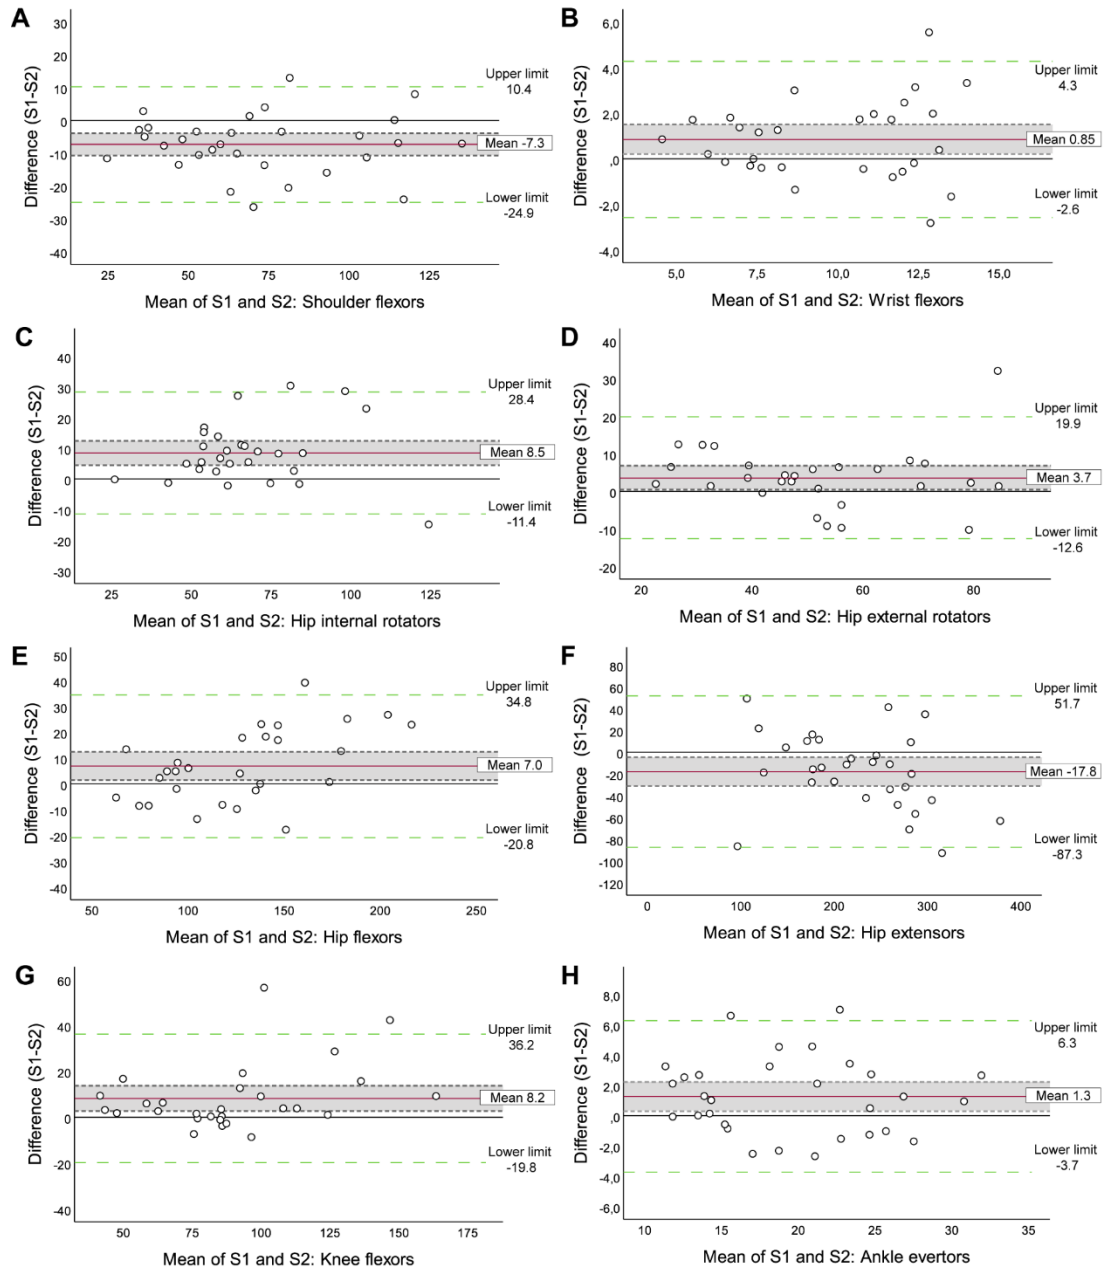 A
30
20
10
0
-10
-20
-30
-40
Difference (S1-S2)
Upper limit
10.4
Mean -7.3
Lower limit
-24.9
25 50 75 100 125
Mean of S1 and S2: Shoulder flexors
B
6,0
4,0
2,0
,0
-2,0
-4,0
Difference (S1-S2)
Upper limit
4.3
Mean 0.85
Lower limit
-2.6
5,0 7,5 10,0 12,5 15,0
Mean of S1 and S2: Wrist flexors
C
40
30
20
10
0
-10
-20
-30
Difference (S1-S2)
Upper limit
28.4
Mean 8.5
Lower limit
-11.4
25 50 75 100 125
Mean of S1 and S2: Hip internal rotators
D
40
30
20
10
0
-10
-20
Difference (S1-S2)
Upper limit
19.9
Mean 3.7
Lower limit
-12.6
20 40 60 80
Mean of S1 and S2: Hip external rotators
E
50
40
30
20
10
0
-10
-20
-30
-40
Difference (S1-S2)
Upper limit
34.8
Mean 7.0
Lower limit
-20.8
50 100 150 200 250
Mean of S1 and S2: Hip flexors
F
80
60
40
20
0
-20
-40
-60
-80
-100
-120
Difference (S1-S2)
Upper limit
51.7
Mean -17.8
Lower limit
-87.3
0 100 200 300 400
Mean of S1 and S2: Hip extensors
G
60
40
20
0
-20
-40
Difference (S1-S2)
Upper limit
36.2
Mean 8.2
Lower limit
-19.8
50 75 100 125 150 175
Mean of S1 and S2: Knee flexors
H
8,0
6,0
4,0
2,0
,0
-2,0
-4,0
-6,0
Difference (S1-S2)
Upper limit
6.3
Mean 1.3
Lower limit
-3.7
10 15 20 25 30 35
Mean of S1 and S2: Ankle evertors